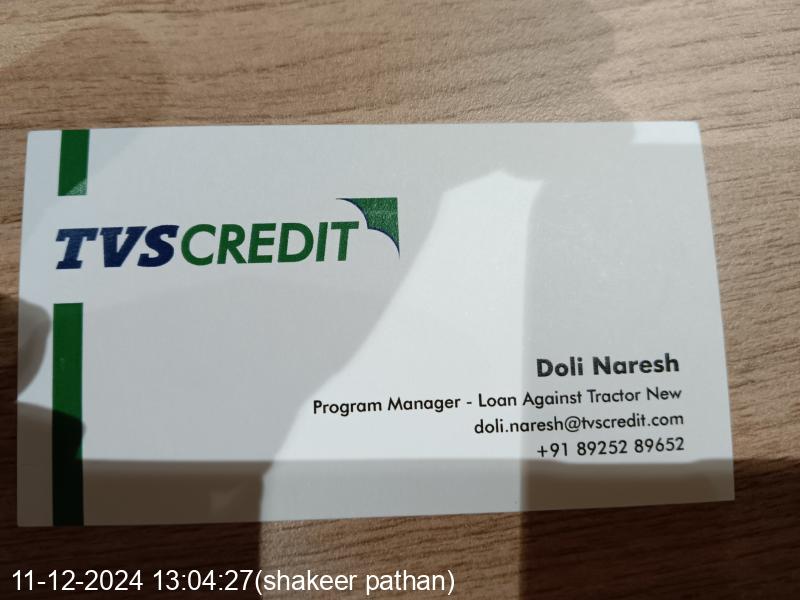 TVS CREDIT
Doli Naresh
Program Manager - Loan Against Tractor New
doli.naresh@tvscredit.com
+91 89252 89652
11-12-2024 13:04:27(shakeer pathan)